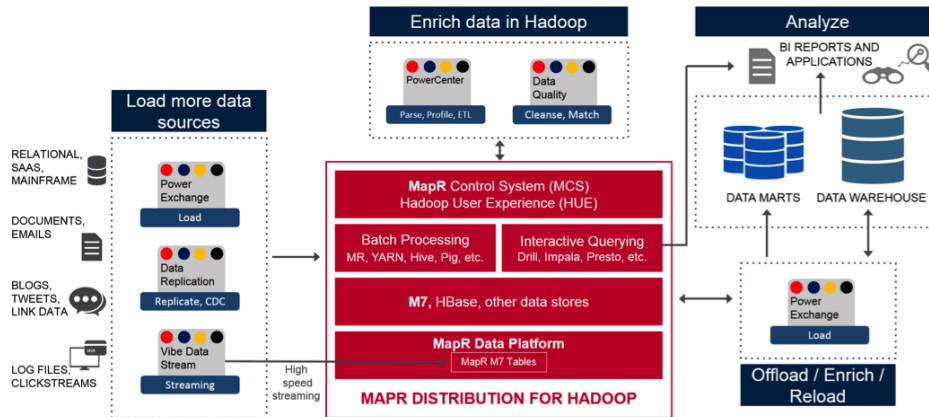 Enrich data in Hadoop
Analyze
PowerCenter
Parse, Profile, ETL
Data
Quality
Cleanse, Match
BI REPORTS AND
APPLICATIONS
Load more data
sources
RELATIONAL,
SAAS,
MAINFRAME
Power
Exchange
Load
DOCUMENTS,
EMAILS
Data
Replication
Replicate, CDC
BLOGS,
TWEETS,
LINK DATA
Vibe Data
Stream
Streaming
LOG FILES,
CLICKSTREAMS
High
speed
streaming
MapR Control System (MCS)
Hadoop User Experience (HUE)
Batch Processing
MR, YARN, Hive, Pig, etc.
Interactive Querying
Drill, Impala, Presto, etc.
M7, HBase, other data stores
MapR Data Platform
MapR M7 Tables
MAPR DISTRIBUTION FOR HADOOP
DATA MARTS
DATA WAREHOUSE
Power
Exchange
Load
Offload / Enrich /
Reload